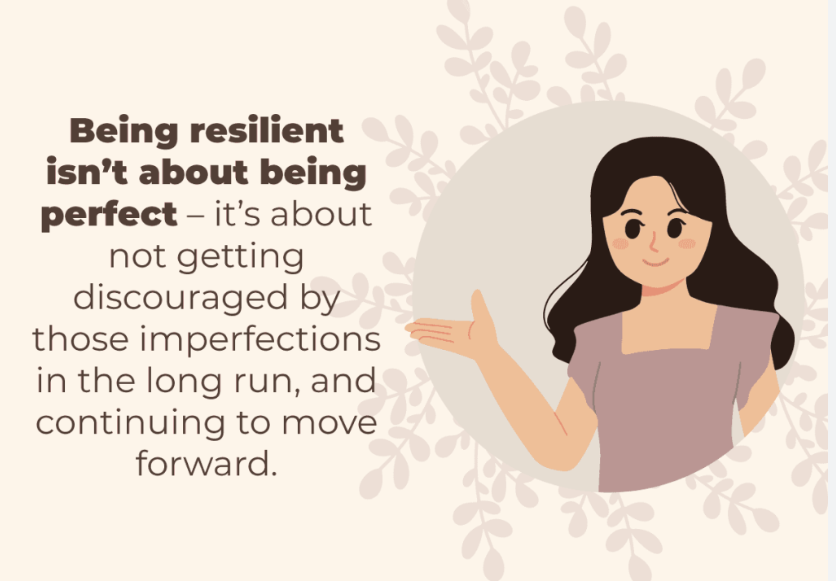 Being resilient
isn’t about being
perfect – it’s about
not getting
discouraged by
those imperfections
in the long run, and
continuing to move
forward.